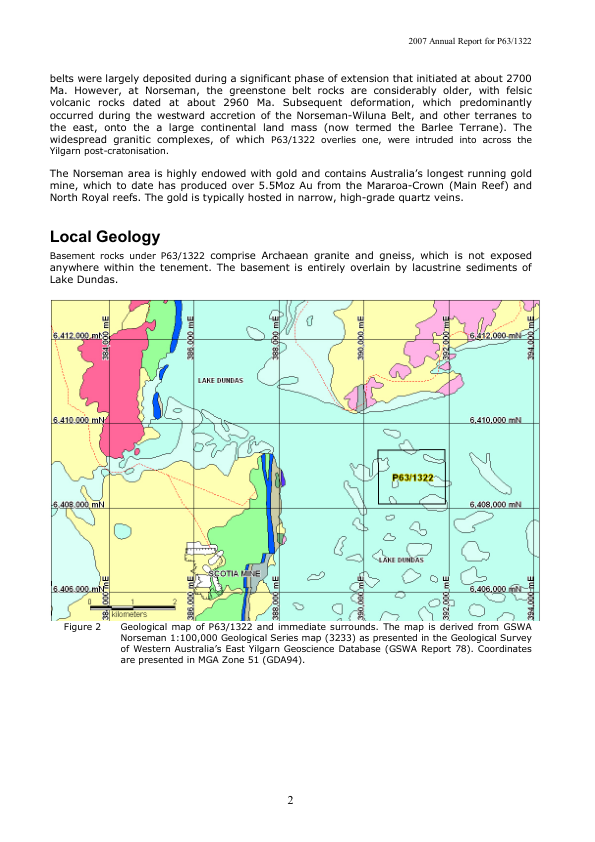 2007 Annual Report for P63/1322
belts were largely deposited during a significant phase of extension that initiated at about 2700
Ma. However, at Norseman, the greenstone belt rocks are considerably older, with felsic
volcanic rocks dated at about 2960 Ma. Subsequent deformation, which predominantly
occurred during the westward accretion of the Norseman-Wiluna Belt, and other terranes to
the east, onto the a large continental land mass (now termed the Barlee Terrane). The
widespread granitic complexes, of which P63/1322 overlies one, were intruded into across the
Yilgarn post-cratonisation.
The Norseman area is highly endowed with gold and contains Australia's longest running gold
mine, which to date has produced over 5.5Moz Au from the Mararoa-Crown (Main Reef) and
North Royal reefs. The gold is typically hosted in narrow, high-grade quartz veins.
Local Geology
Basement rocks under P63/1322 comprise Archaean granite and gneiss, which is not exposed
anywhere within the tenement. The basement is entirely overlain by lacustrine sediments of
Lake Dundas.
384,000 mE
386,000 mE
388,000 mE
390,000 mE
392,000 mE
394,000 mE
6,412,000 mN
6,412,000 mN
LAKE DUNDAS
6,410,000 mN
6,410,000 mN
P63/1322
6,408,000 mN
6,408,000 mN
LAKE DUNDAS
SCOTIA MINE
6,406,000 mN
6,406,000 mN
0 1 2
kilometers
386,000 mE
388,000 mE
390,000 mE
392,000 mE
394,000 mE
Figure 2 Geological map of P63/1322 and immediate surrounds. The map is derived from GSWA
Norseman 1:100,000 Geological Series map (3233) as presented in the Geological Survey
of Western Australia's East Yilgarn Geoscience Database (GSWA Report 78). Coordinates
are presented in MGA Zone 51 (GDA94).
2